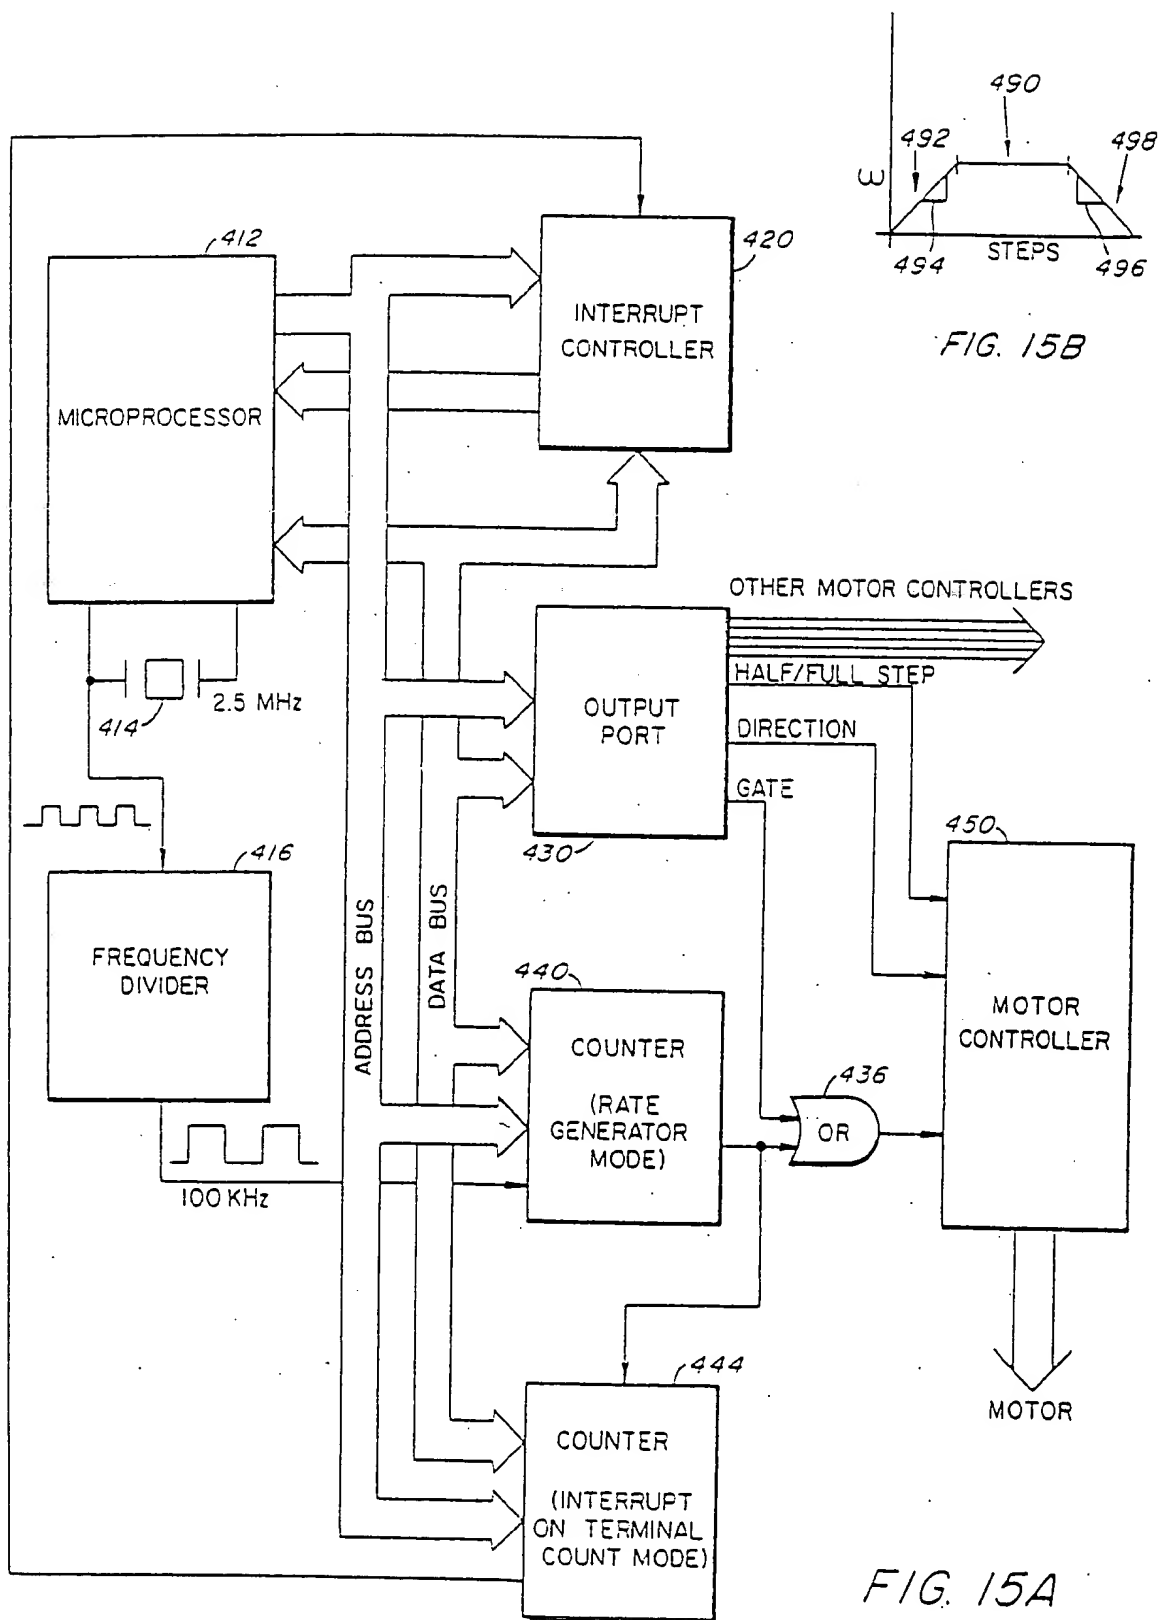 490
492
498
ω
STEPS
494
496
FIG. 15B
412
MICROPROCESSOR
420
INTERRUPT
CONTROLLER
414
2.5 MHz
OTHER MOTOR CONTROLLERS
HALF/FULL STEP
DIRECTION
GATE
OUTPUT
PORT
430
416
FREQUENCY
DIVIDER
100 KHz
ADDRESS BUS
DATA BUS
440
COUNTER
(RATE
GENERATOR
MODE)
436
OR
450
MOTOR
CONTROLLER
MOTOR
444
COUNTER
(INTERRUPT
ON TERMINAL
COUNT MODE)
FIG. 15A